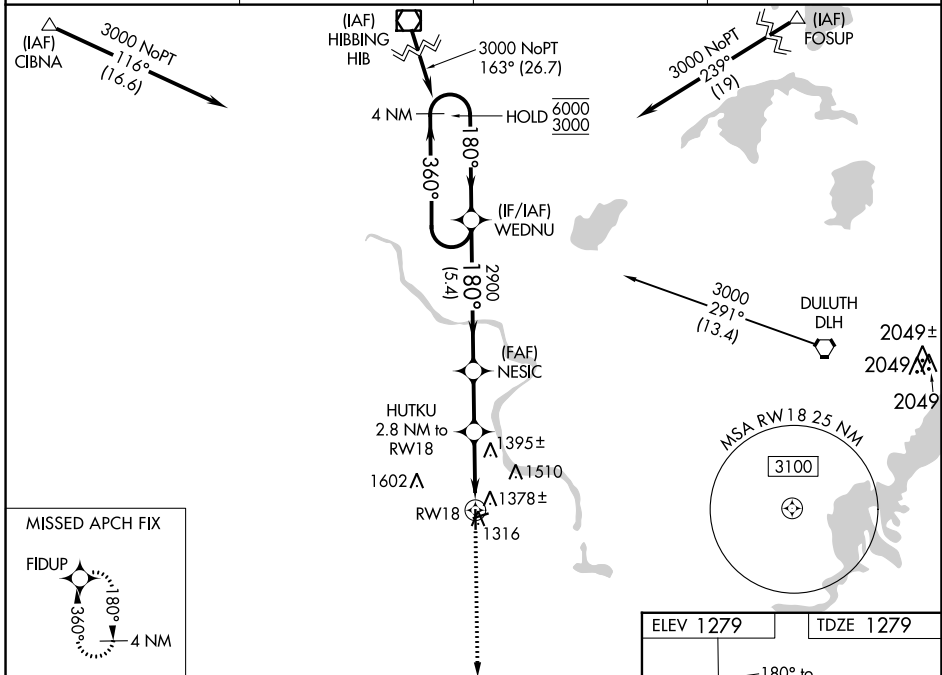 (IAF)
CIBNA
3000 NoPT
116°
(16.6)
(IAF)
HIBBING
HIB
3000 NoPT
163° (26.7)
(IAF)
FOSUP
3000 NoPT
239°
(19)
4 NM
HOLD
6000
3000
180°
360°
(IF/IAF)
WEDNU
2900
180°
(5.4)
3000
291°
(13.4)
DULUTH
DLH
2049±
2049
2049
(FAF)
NESIC
HUTKU
2.8 NM to
RW18
1395±
1602
1510
1378±
RW18
1316
MSA RW18 25 NM
3100
MISSED APCH FIX
FIDUP
180°
360°
4 NM
ELEV 1279
TDZE 1279
180° to